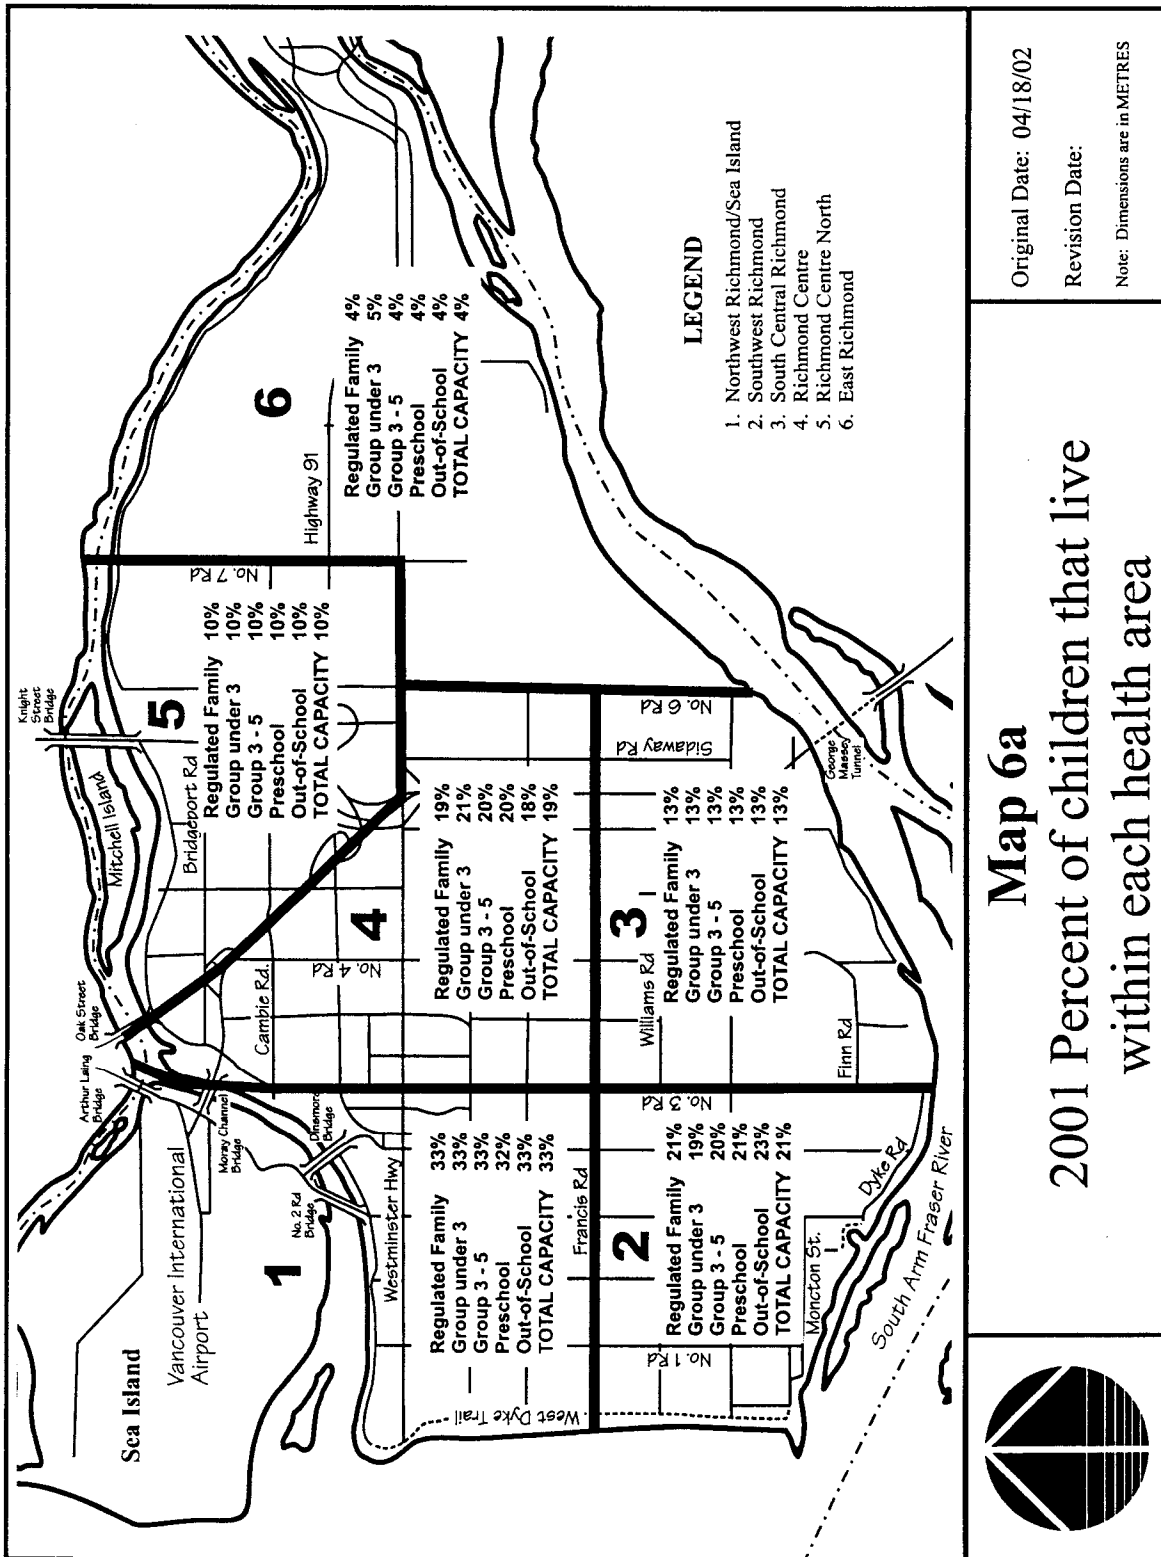 Knight
Street
Bridge
Oak Street
Bridge
Arthur Laing
Bridge
Mitchell Island
Bridgeport Rd
5
Regulated Family 10%
Group under 3 10%
Group 3 - 5 10%
Preschool 10%
Out-of-School 10%
TOTAL CAPACITY 10%
No. 7 Rd
Highway 91
6
Regulated Family 4%
Group under 3 5%
Group 3 - 5 4%
Preschool 4%
Out-of-School 4%
TOTAL CAPACITY 4%
Sea Island
Vancouver International
Airport
Moray Channel
Bridge
Dinsmore
Bridge
No. 2 Rd
Bridge
1
Cambie Rd.
4
No. 4 Rd
Westminster Hwy
Regulated Family 33%
Group under 3 33%
Group 3 - 5 33%
Preschool 32%
Out-of-School 33%
TOTAL CAPACITY 33%
Regulated Family 19%
Group under 3 21%
Group 3 - 5 20%
Preschool 20%
Out-of-School 18%
TOTAL CAPACITY 19%
West Dyke Trail
Francis Rd
2
Regulated Family 21%
Group under 3 19%
Group 3 - 5 20%
Preschool 21%
Out-of-School 23%
TOTAL CAPACITY 21%
No. 1 Rd
No. 3 Rd
Moncton St.
Dyke Rd
South Arm Fraser River
3
Williams Rd
Regulated Family 13%
Group under 3 13%
Group 3 - 5 13%
Preschool 13%
Out-of-School 13%
TOTAL CAPACITY 13%
Finn Rd
Sidaway Rd
No. 6 Rd
George
Massey
Tunnel
LEGEND
1. Northwest Richmond/Sea Island
2. Southwest Richmond
3. South Central Richmond
4. Richmond Centre
5. Richmond Centre North
6. East Richmond
Map 6a
2001 Percent of children that live
within each health area
Original Date: 04/18/02
Revision Date:
Note: Dimensions are in METRES